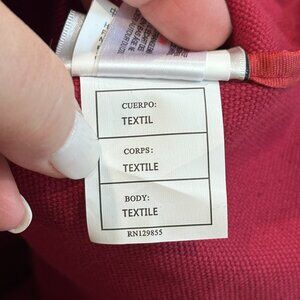 CUERPO:
TEXTIL
CORPS:
TEXTILE
BODY:
TEXTILE
RN129855